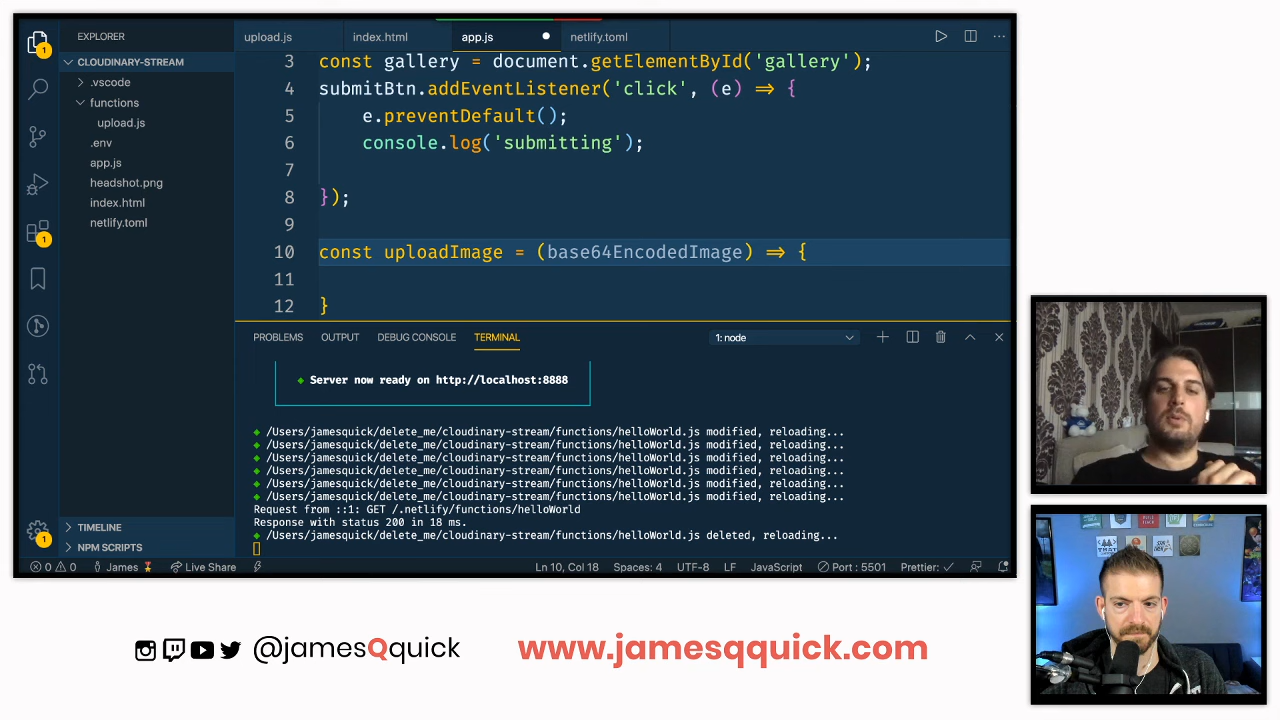 EXPLORER
CLOUDINARY-STREAM
.vscode
functions
upload.js
.env
app.js
headshot.png
index.html
netlify.toml
TIMELINE
NPM SCRIPTS
upload.js index.html app.js netlify.toml
3 const gallery = document.getElementById('gallery');
4 submitBtn.addEventListener('click', (e) => {
5 e.preventDefault();
6 console.log('submitting');
7
8 });
9
10 const uploadImage = (base64EncodedImage) => {
11
12 }
PROBLEMS OUTPUT DEBUG CONSOLE TERMINAL 1: node
Server now ready on http://localhost:8888
/Users/jamesquick/delete_me/cloudinary-stream/functions/helloWorld.js modified, reloading...
/Users/jamesquick/delete_me/cloudinary-stream/functions/helloWorld.js modified, reloading...
/Users/jamesquick/delete_me/cloudinary-stream/functions/helloWorld.js modified, reloading...
/Users/jamesquick/delete_me/cloudinary-stream/functions/helloWorld.js modified, reloading...
/Users/jamesquick/delete_me/cloudinary-stream/functions/helloWorld.js modified, reloading...
/Users/jamesquick/delete_me/cloudinary-stream/functions/helloWorld.js modified, reloading...
Request from ::1: GET /.netlify/functions/helloWorld
Response with status 200 in 18 ms.
/Users/jamesquick/delete_me/cloudinary-stream/functions/helloWorld.js deleted, reloading...
0 0 James Live Share Ln 10, Col 18 Spaces: 4 UTF-8 LF JavaScript Port : 5501 Prettier:
1
1
1
@jamesQquick www.jamesqquick.com